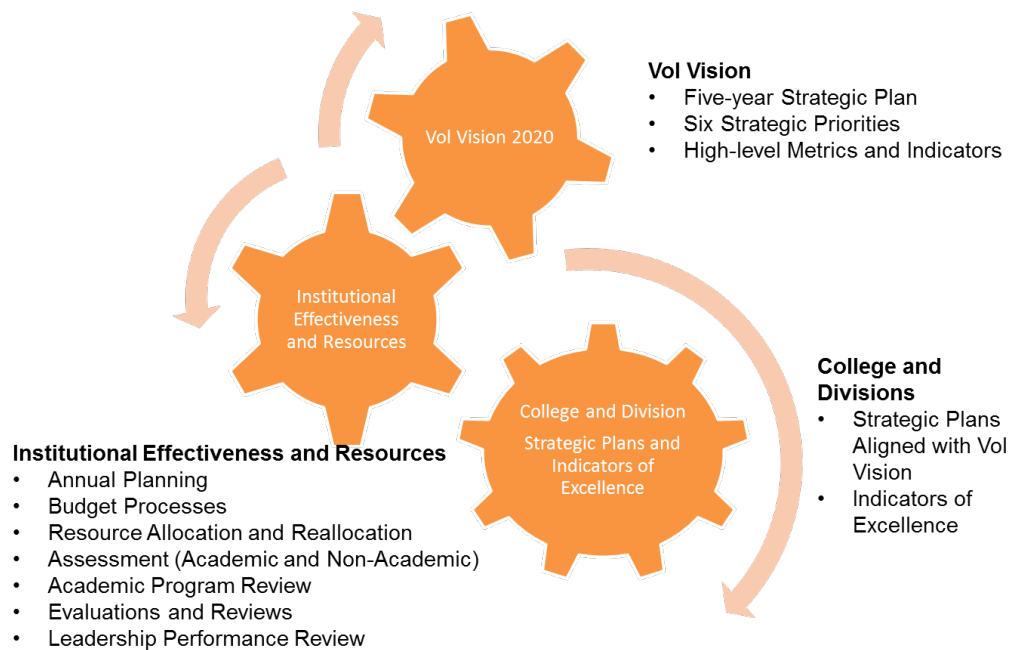 Vol Vision 2020
Vol Vision
• Five-year Strategic Plan
• Six Strategic Priorities
• High-level Metrics and Indicators
Institutional
Effectiveness
and Resources
College and Division
Strategic Plans and
Indicators of
Excellence
College and
Divisions
• Strategic Plans
Aligned with Vol
Vision
• Indicators of
Excellence
Institutional Effectiveness and Resources
• Annual Planning
• Budget Processes
• Resource Allocation and Reallocation
• Assessment (Academic and Non-Academic)
• Academic Program Review
• Evaluations and Reviews
• Leadership Performance Review